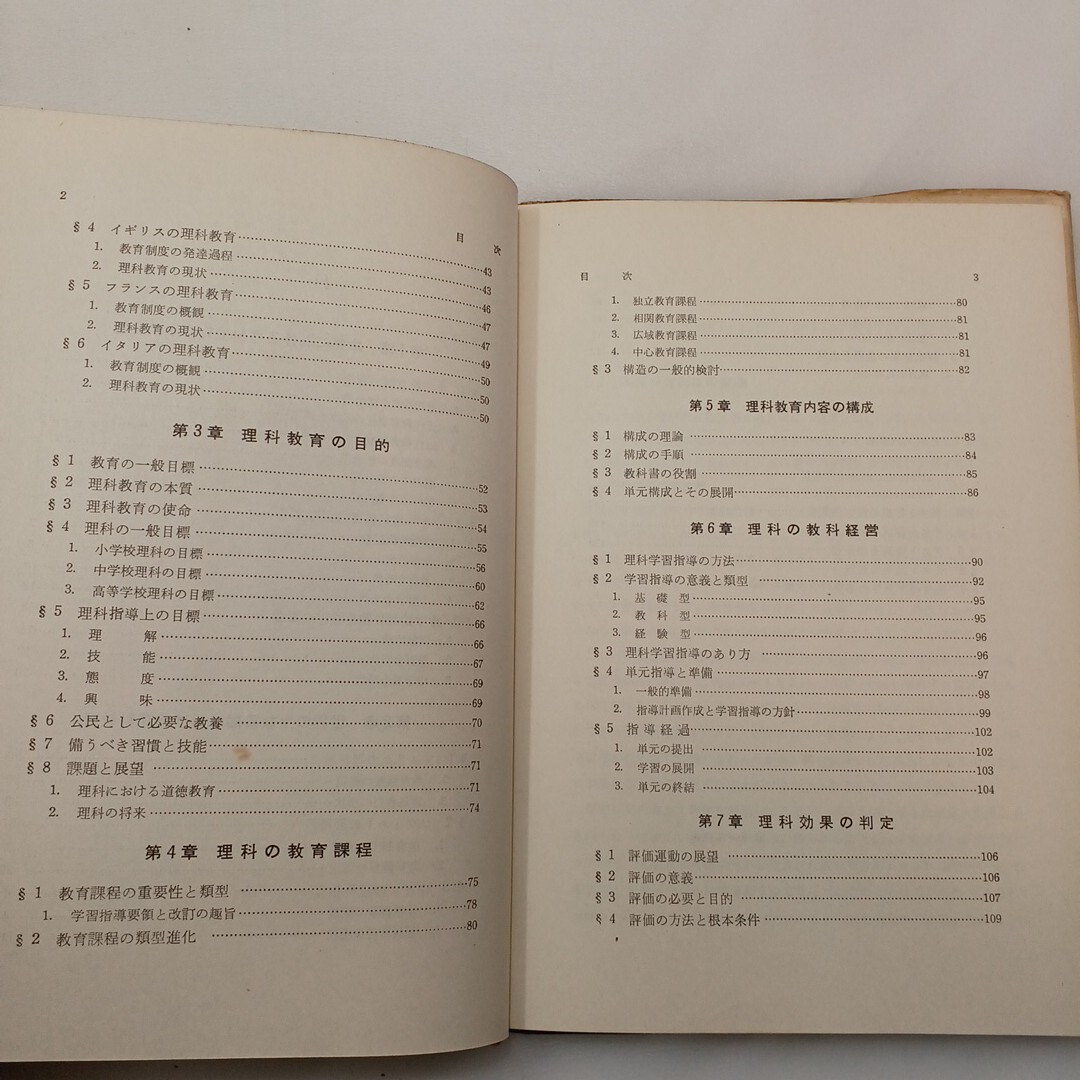 2
目 次
§4 イギリスの理科教育……43
1. 教育制度の発達過程……43
2. 理科教育の現状……46
§5 フランスの理科教育……47
1. 教育制度の概観……47
2. 理科教育の現状……49
§6 イタリアの理科教育……50
1. 教育制度の概観……50
2. 理科教育の現状……50
第3章 理科教育の目的
§1 教育の一般目標……52
§2 理科教育の本質……53
§3 理科教育の使命……54
§4 理科の一般目標……55
1. 小学校理科の目標……56
2. 中学校理科の目標……60
3. 高等学校理科の目標……62
§5 理科指導上の目標……66
1. 理 解……66
2. 技 能……67
3. 態 度……69
4. 興 味……69
§6 公民として必要な教養……70
§7 備うべき習慣と技能……71
§8 課題と展望……71
1. 理科における道徳教育……71
2. 理科の将来……74
第4章 理科の教育課程
§1 教育課程の重要性と類型……75
1. 学習指導要領と改訂の趣旨……78
§2 教育課程の類型進化……80
目 次 3
1. 独立教育課程……80
2. 相関教育課程……81
3. 広域教育課程……81
4. 中心教育課程……81
§3 構造の一般的検討……82
第5章 理科教育内容の構成
§1 構成の理論……83
§2 構成の手順……84
§3 教科書の役割……85
§4 単元構成とその展開……86
第6章 理科の教科経営
§1 理科学習指導の方法……90
§2 学習指導の意義と類型……92
1. 基 礎 型……95
2. 教 科 型……95
3. 経 験 型……96
§3 理科学習指導のあり方……96
§4 単元指導と準備……97
1. 一般的準備……98
2. 指導計画作成と学習指導の方針……99
§5 指導経過……102
1. 単元の提出……102
2. 学習の展開……103
3. 単元の終結……104
第7章 理科効果の判定
§1 評価運動の展望……106
§2 評価の意義……106
§3 評価の必要と目的……107
§4 評価の方法と根本条件……109